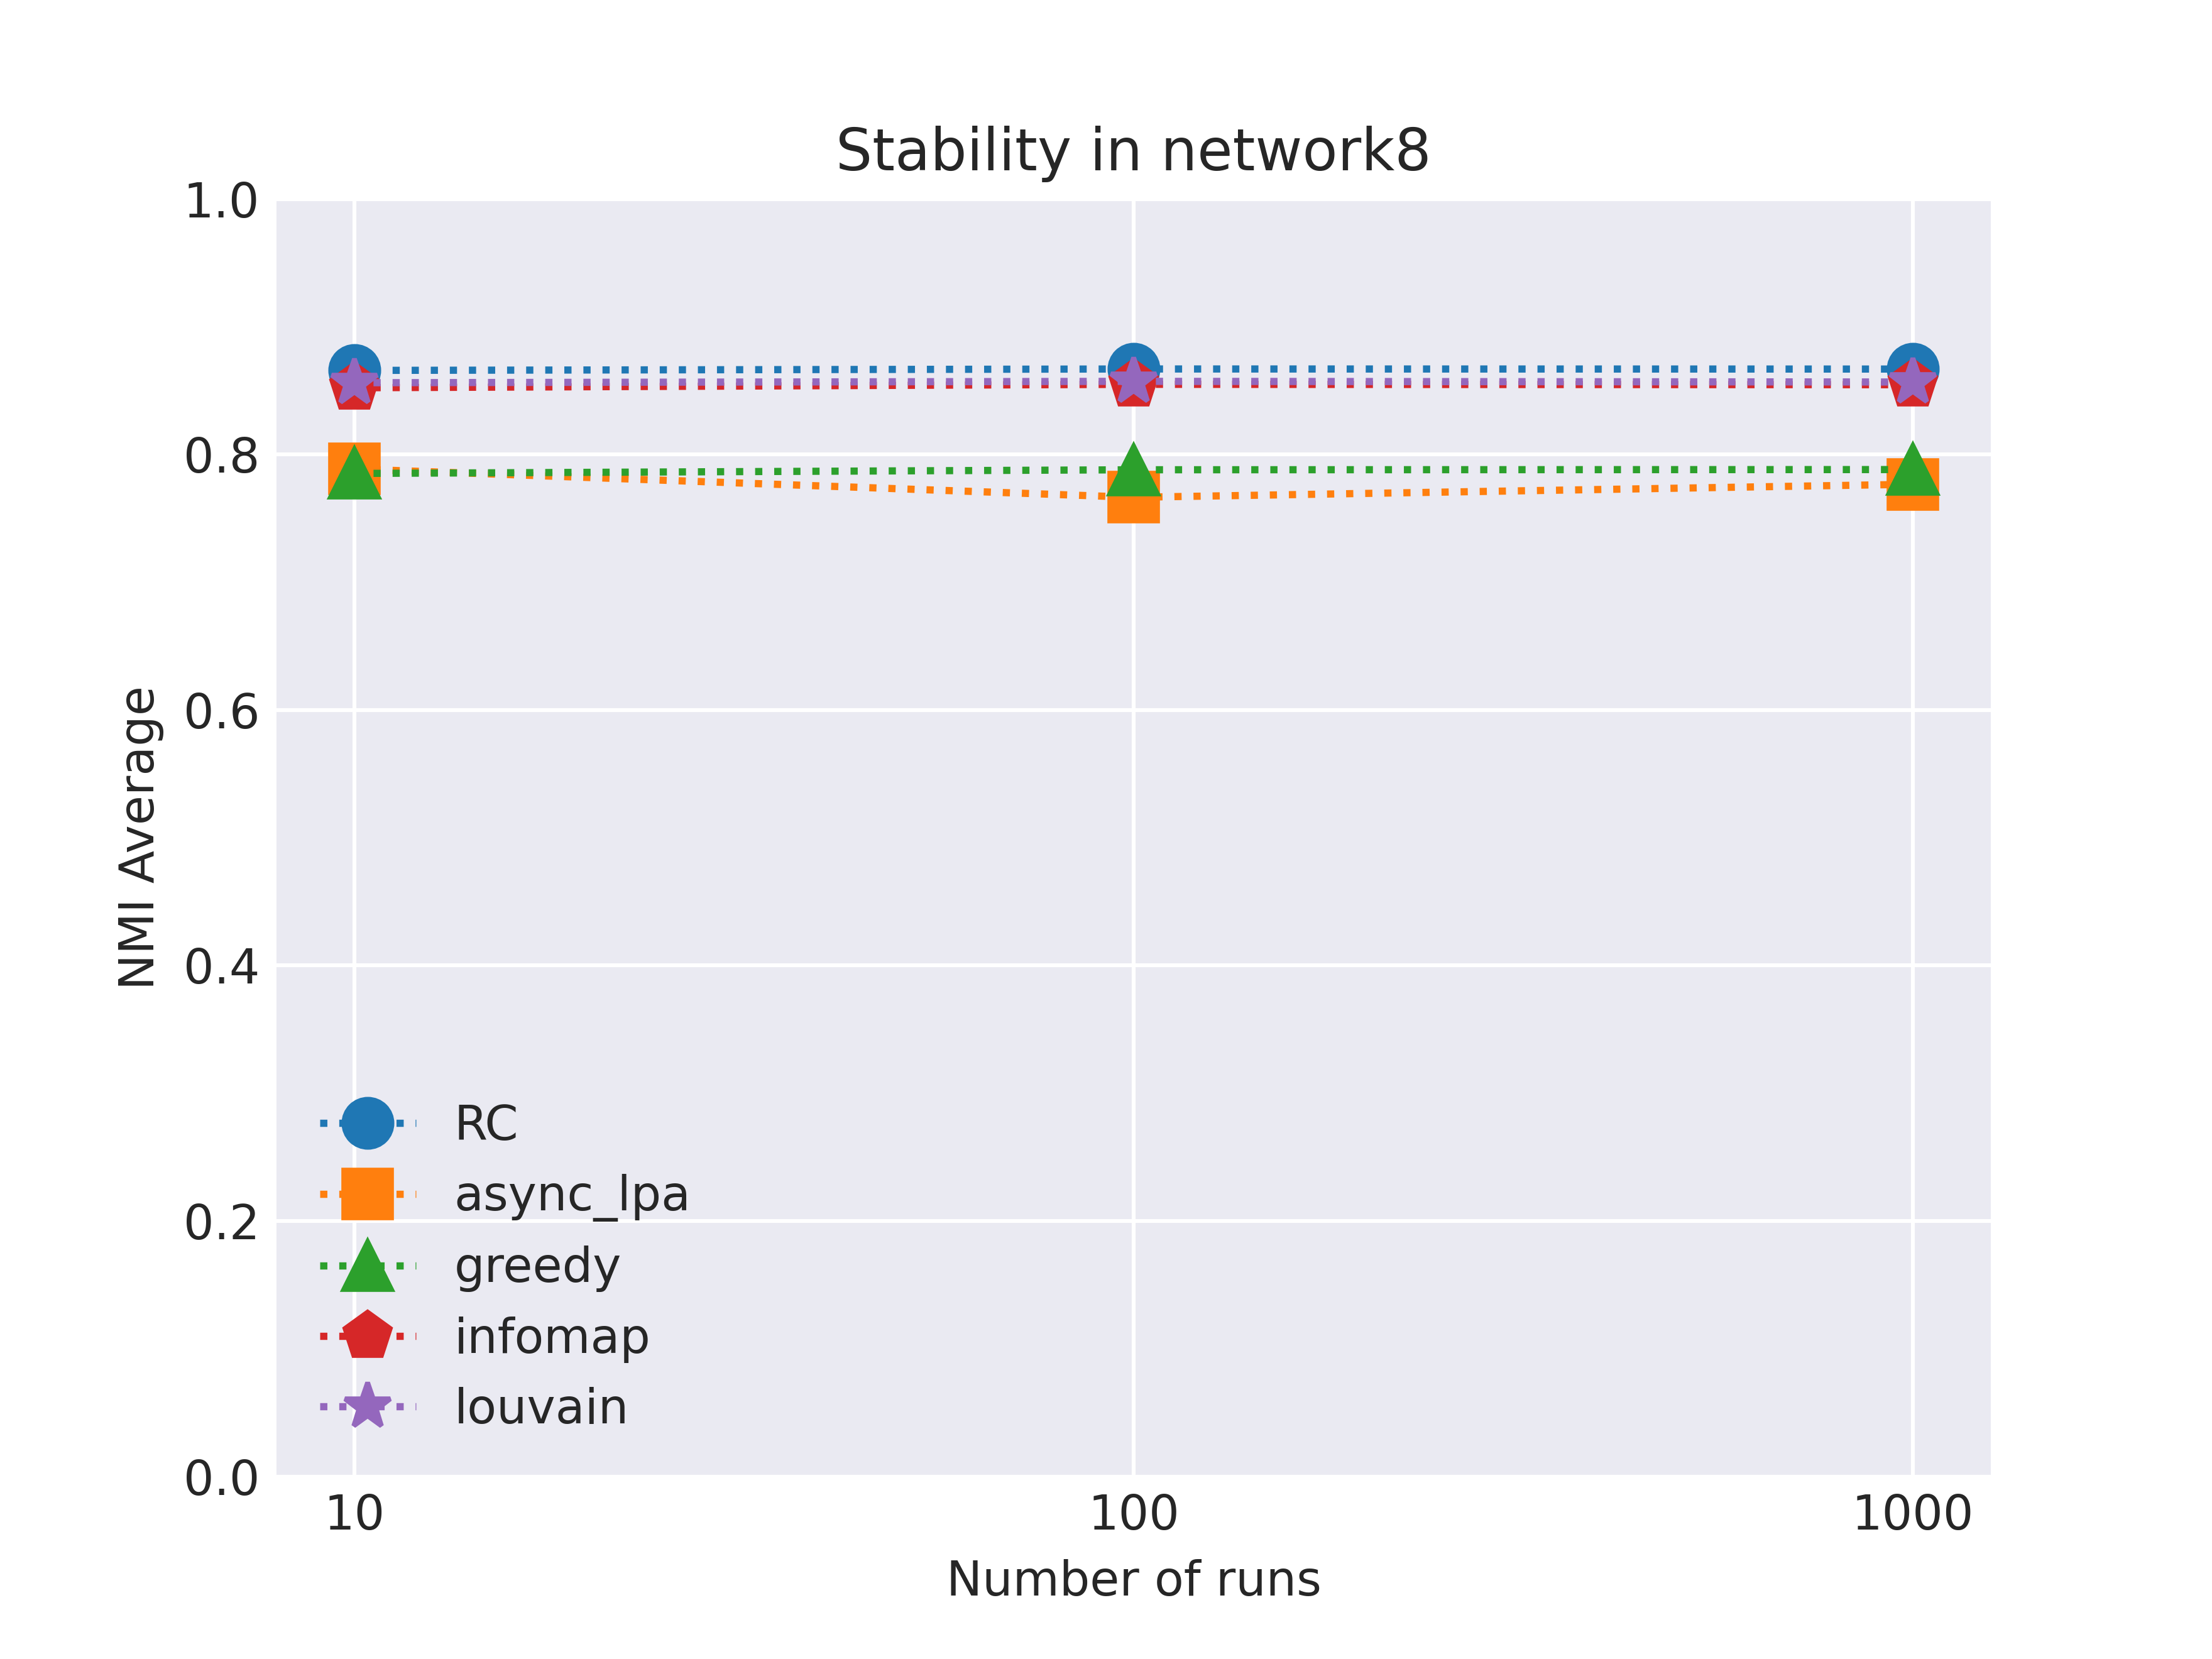 Stability in network8
1.0
0.8
0.6
0.4
0.2
0.0
NMI Average
RC
async_lpa
greedy
infomap
louvain
10 100 1000
Number of runs